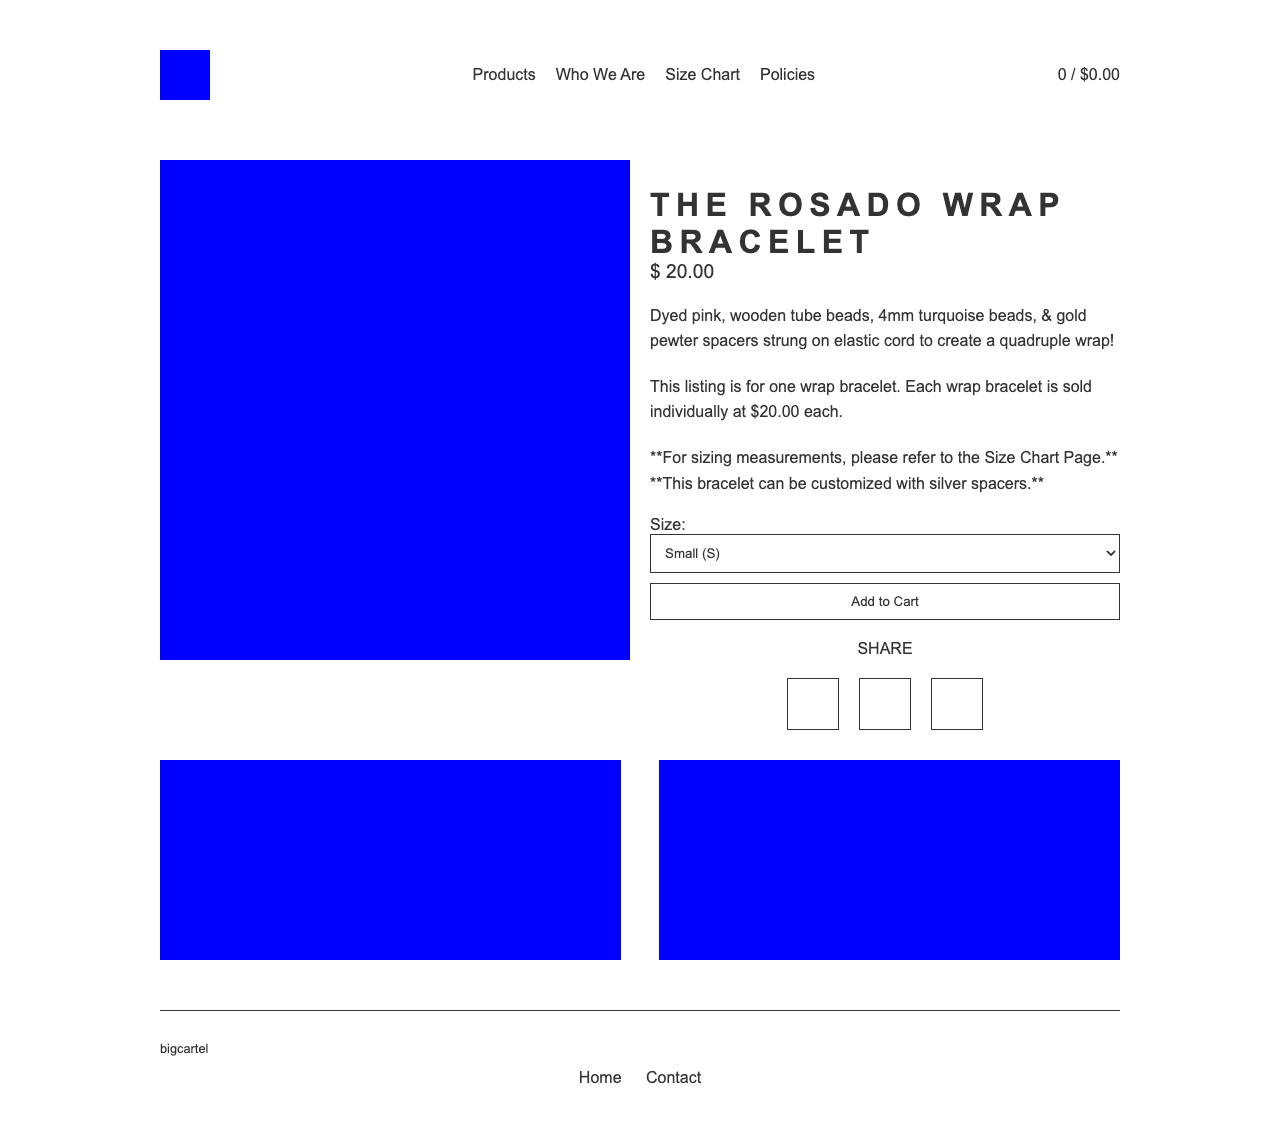 Products Who We Are Size Chart Policies 0 / $0.00
THE ROSADO WRAP
BRACELET
$ 20.00
Dyed pink, wooden tube beads, 4mm turquoise beads, & gold
pewter spacers strung on elastic cord to create a quadruple wrap!
This listing is for one wrap bracelet. Each wrap bracelet is sold
individually at $20.00 each.
**For sizing measurements, please refer to the Size Chart Page.**
**This bracelet can be customized with silver spacers.**
Size:
Small (S)
Add to Cart
SHARE
bigcartel
Home Contact